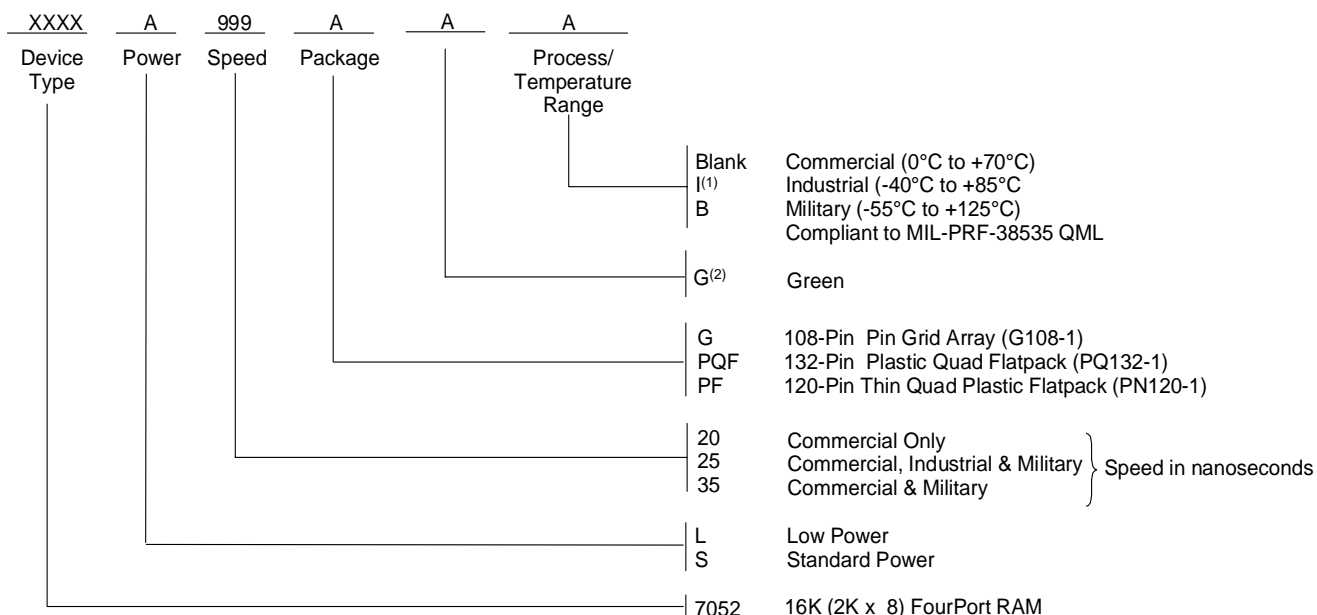 XXXX A 999 A A A
Device Type Power Speed Package Process/ Temperature Range
Blank Commercial (0°C to +70°C)
I(1) Industrial (-40°C to +85°C
B Military (-55°C to +125°C)
Compliant to MIL-PRF-38535 QML
G(2) Green
G 108-Pin Pin Grid Array (G108-1)
PQF 132-Pin Plastic Quad Flatpack (PQ132-1)
PF 120-Pin Thin Quad Plastic Flatpack (PN120-1)
20 Commercial Only
25 Commercial, Industrial & Military Speed in nanoseconds
35 Commercial & Military
L Low Power
S Standard Power
7052 16K (2K x 8) FourPort RAM